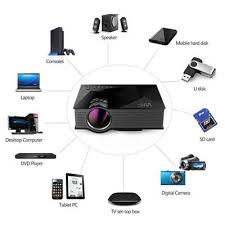 Speaker
Mobile hard disk
Consoles
U disk
Laptop
SD card
Desktop Computer
DVD Player
Digital Camera
Tablet PC
TV set-top box